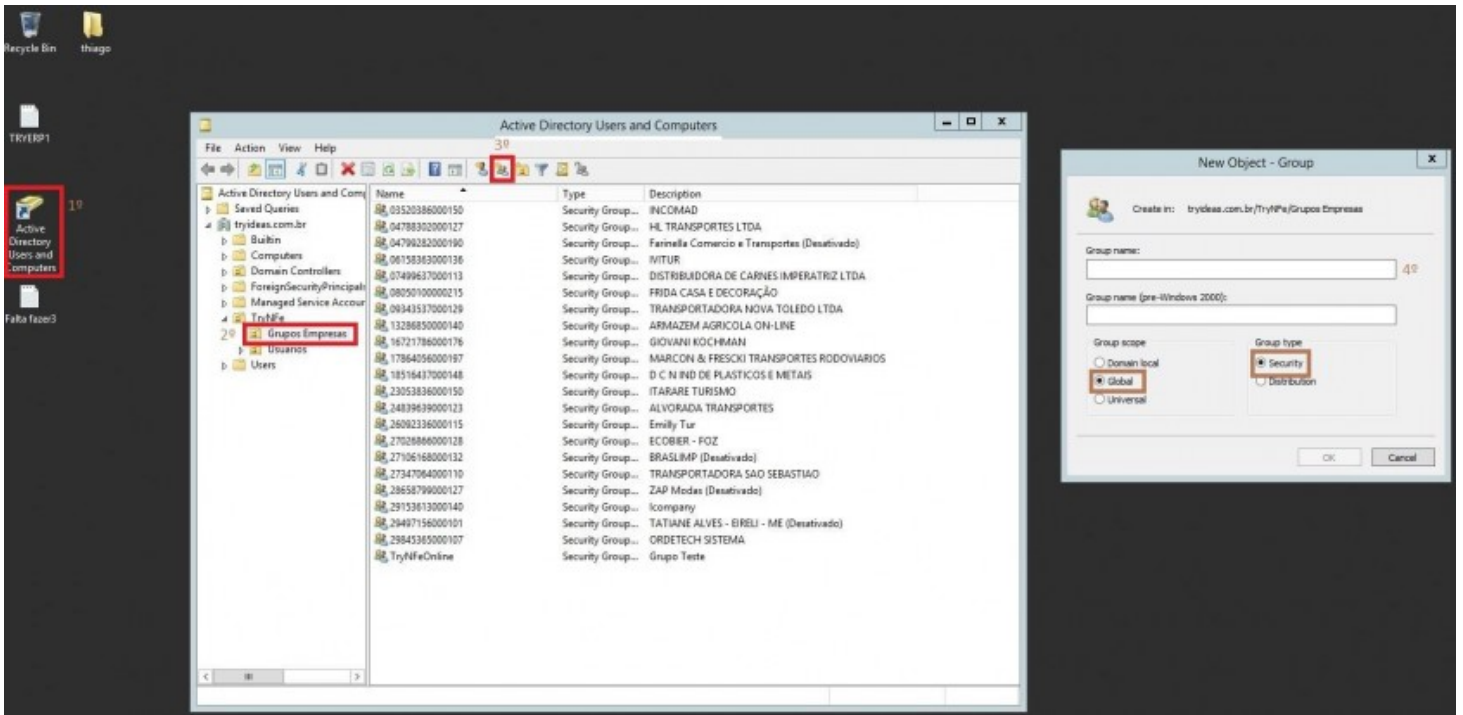 Recycle Bin
thiago
TRYERP1
1º
Active
Directory
Users and
Computers
Falta fazer3
Active Directory Users and Computers
File Action View Help
3º
Active Directory Users and Comp
Saved Queries
tryideas.com.br
Builtin
Computers
Domain Controllers
ForeignSecurityPrincipals
Managed Service Accour
TryNFe
2º Grupos Empresas
Usuarios
Users
Name Type Description
03520386000150 Security Group... INCOMAD
04788302000127 Security Group... HL TRANSPORTES LTDA
04799282000190 Security Group... Farinella Comercio e Transportes (Desativado)
06158363000136 Security Group... IVITUR
07499637000113 Security Group... DISTRIBUIDORA DE CARNES IMPERATRIZ LTDA
08050100000215 Security Group... FRIDA CASA E DECORAÇÃO
09343537000129 Security Group... TRANSPORTADORA NOVA TOLEDO LTDA
13286850000140 Security Group... ARMAZEM AGRICOLA ON-LINE
16721786000176 Security Group... GIOVANI KOCHMAN
17864056000197 Security Group... MARCON & FRESCKI TRANSPORTES RODOVIARIOS
18516437000148 Security Group... D C N IND DE PLASTICOS E METAIS
23053836000150 Security Group... ITARARE TURISMO
24839639000123 Security Group... ALVORADA TRANSPORTES
26092336000115 Security Group... Emilly Tur
27026866000128 Security Group... ECOBIER - FOZ
27106168000132 Security Group... BRASLIMP (Desativado)
27347064000110 Security Group... TRANSPORTADORA SAO SEBASTIAO
28658799000127 Security Group... ZAP Modas (Desativado)
29153613000140 Security Group... Icompany
29497156000101 Security Group... TATIANE ALVES - EIRELI - ME (Desativado)
29845365000107 Security Group... ORDETECH SISTEMA
TryNFeOnline Security Group... Grupo Teste
New Object - Group
Create in: tryideas.com.br/TryNFe/Grupos Empresas
Group name:
4º
Group name (pre-Windows 2000):
Group scope Group type
Domain local Security
Global Distribution
Universal
OK Cancel